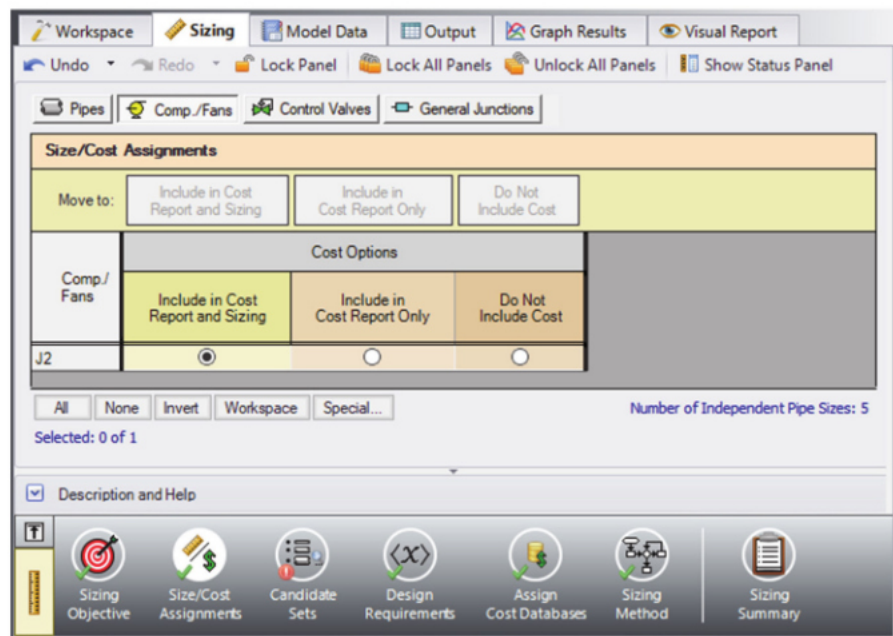 Workspace Sizing Model Data Output Graph Results Visual Report
Undo Redo Lock Panel Lock All Panels Unlock All Panels Show Status Panel
Pipes Comp./Fans Control Valves General Junctions
Size/Cost Assignments
Move to:
Include in Cost
Report and Sizing
Include in
Cost Report Only
Do Not
Include Cost
Comp./
Fans
Cost Options
Include in Cost
Report and Sizing
Include in
Cost Report Only
Do Not
Include Cost
J2
All None Invert Workspace Special...
Number of Independent Pipe Sizes: 5
Selected: 0 of 1
Description and Help
Sizing
Objective
Size/Cost
Assignments
Candidate
Sets
⟨x⟩
Design
Requirements
Assign
Cost Databases
Sizing
Method
Sizing
Summary